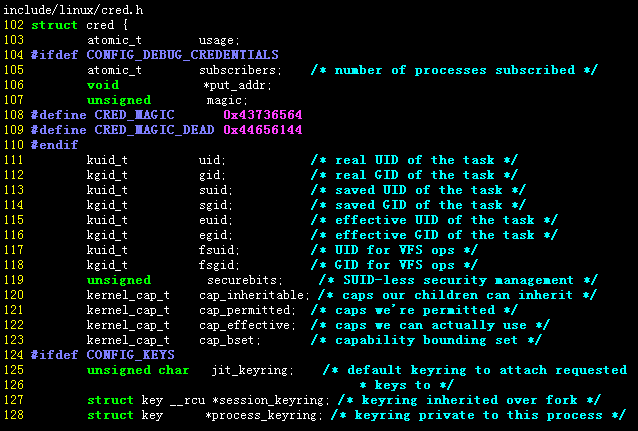 include/linux/cred.h
102 struct cred {
103 atomic_t usage;
104 #ifdef CONFIG_DEBUG_CREDENTIALS
105 atomic_t subscribers; /* number of processes subscribed */
106 void *put_addr;
107 unsigned magic;
108 #define CRED_MAGIC 0x43736564
109 #define CRED_MAGIC_DEAD 0x44656144
110 #endif
111 kuid_t uid; /* real UID of the task */
112 kgid_t gid; /* real GID of the task */
113 kuid_t suid; /* saved UID of the task */
114 kgid_t sgid; /* saved GID of the task */
115 kuid_t euid; /* effective UID of the task */
116 kgid_t egid; /* effective GID of the task */
117 kuid_t fsuid; /* UID for VFS ops */
118 kgid_t fsgid; /* GID for VFS ops */
119 unsigned securebits; /* SUID-less security management */
120 kernel_cap_t cap_inheritable; /* caps our children can inherit */
121 kernel_cap_t cap_permitted; /* caps we're permitted */
122 kernel_cap_t cap_effective; /* caps we can actually use */
123 kernel_cap_t cap_bset; /* capability bounding set */
124 #ifdef CONFIG_KEYS
125 unsigned char jit_keyring; /* default keyring to attach requested
126 * keys to */
127 struct key __rcu *session_keyring; /* keyring inherited over fork */
128 struct key *process_keyring; /* keyring private to this process */